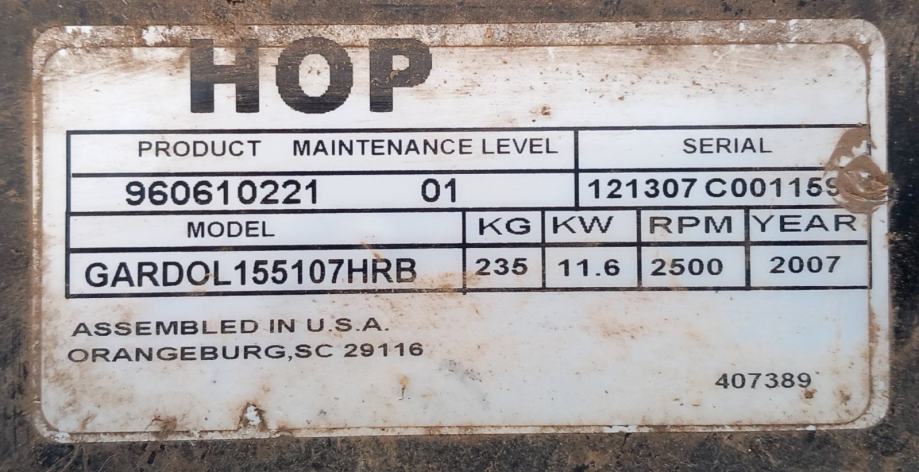 HOP
PRODUCT MAINTENANCE LEVEL SERIAL
960610221 01 121307 C001159
MODEL KG KW RPM YEAR
GARDOL155107HRB 235 11.6 2500 2007
ASSEMBLED IN U.S.A.
ORANGEBURG,SC 29116
407389